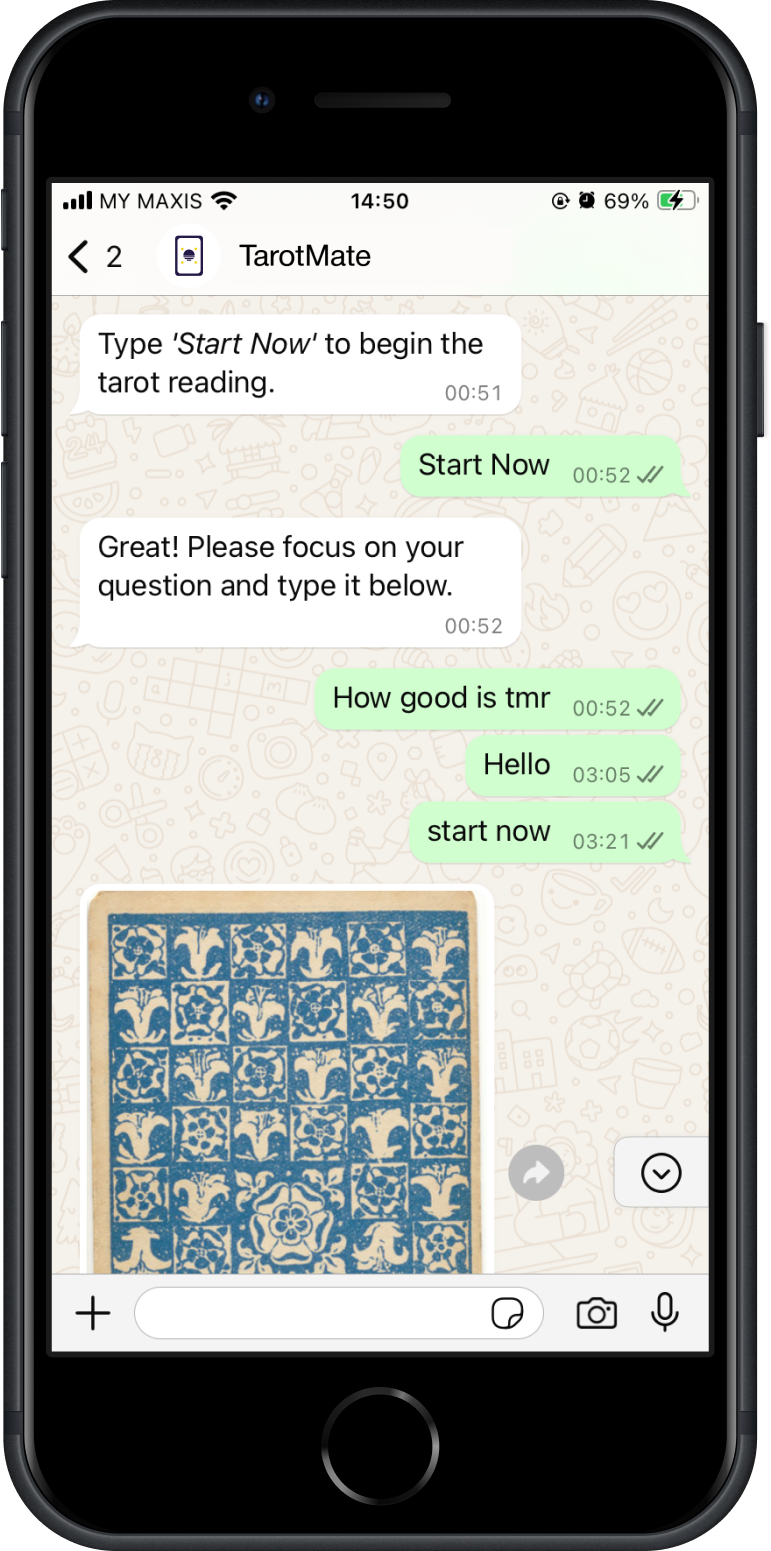 MY MAXIS 14:50 69%
2 TarotMate
Type 'Start Now' to begin the
tarot reading.
00:51
Start Now 00:52
Great! Please focus on your
question and type it below.
00:52
How good is tmr 00:52
Hello 03:05
start now 03:21